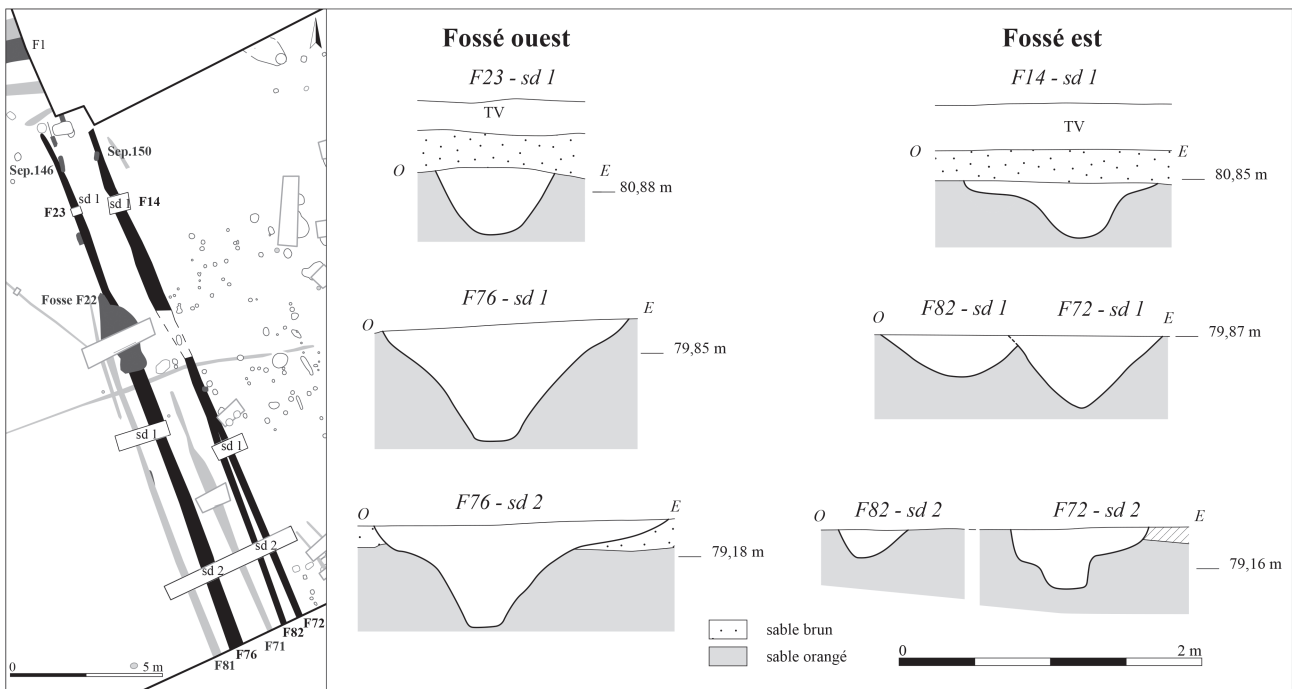 F1
Sep.150
Sep.146
sd 1
sd 1
F23
F14
Fosse F22
sd 1
sd 1
sd 2
sd 2
F72
F82
F71
F76
F81
0 5 m
Fossé ouest
F23 - sd 1
TV
O E
80,88 m
F76 - sd 1
O E
79,85 m
F76 - sd 2
O E
79,18 m
Fossé est
F14 - sd 1
TV
O E
80,85 m
F82 - sd 1 F72 - sd 1
O E
79,87 m
F82 - sd 2 F72 - sd 2
O E
79,16 m
sable brun
sable orangé
0 2 m